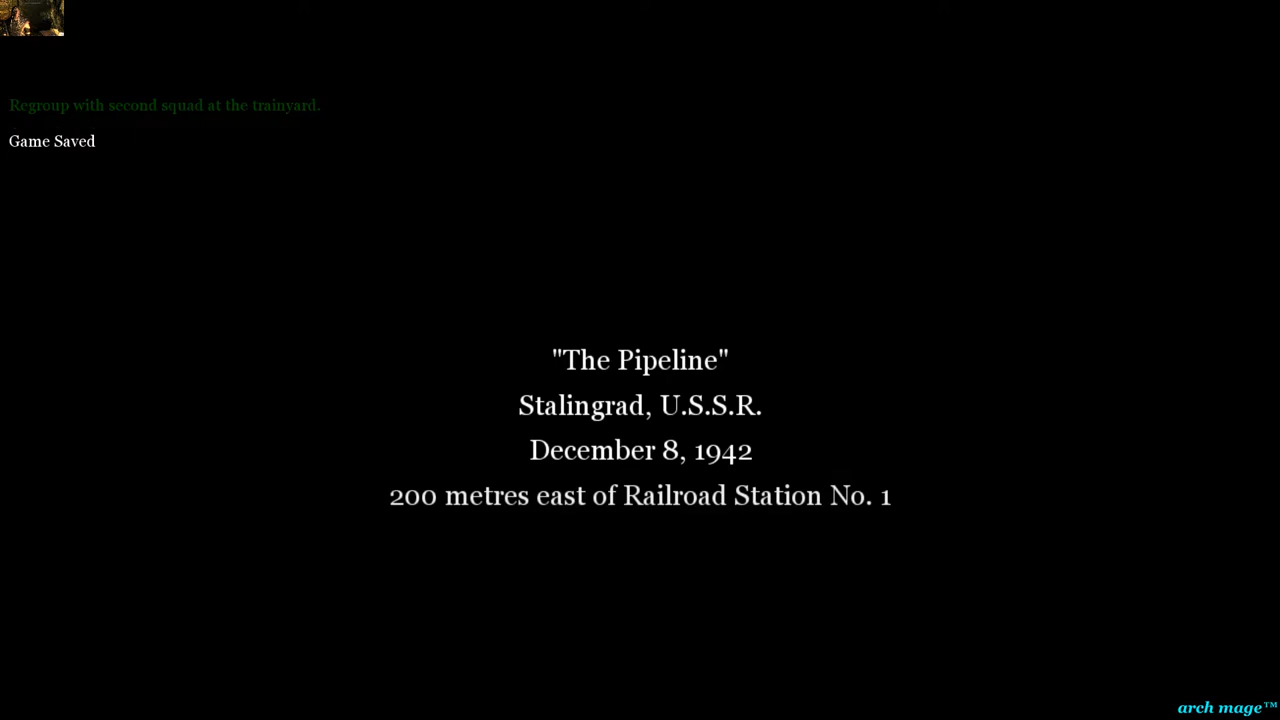 Regroup with second squad at the trainyard.
Game Saved
"The Pipeline"
Stalingrad, U.S.S.R.
December 8, 1942
200 metres east of Railroad Station No. 1
arch mage™